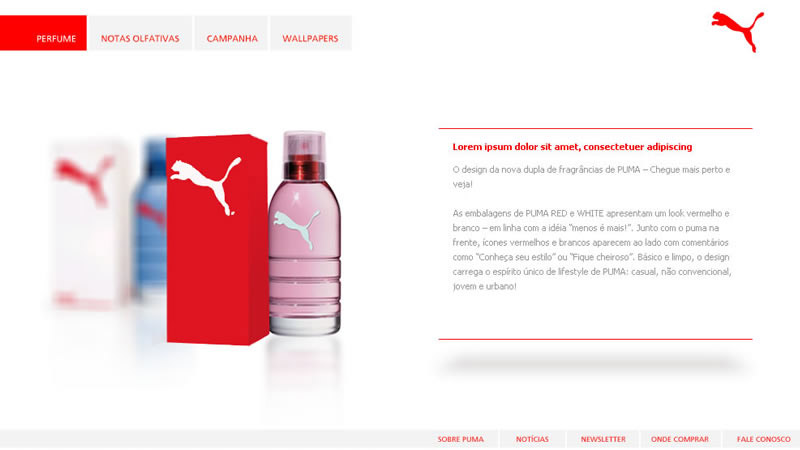 PERFUME
NOTAS OLFATIVAS
CAMPANHA
WALLPAPERS
Lorem ipsum dolor sit amet, consectetuer adipiscing
O design da nova dupla de fragrâncias de PUMA – Chegue mais perto e
veja!
As embalagens de PUMA RED e WHITE apresentam um look vermelho e
branco – em linha com a idéia “menos é mais!”. Junto com o puma na
frente, ícones vermelhos e brancos aparecem ao lado com comentários
como “Conheça seu estilo” ou “Fique cheiroso”. Básico e limpo, o design
carrega o espírito único de lifestyle de PUMA: casual, não convencional,
jovem e urbano!
SOBRE PUMA
NOTÍCIAS
NEWSLETTER
ONDE COMPRAR
FALE CONOSCO